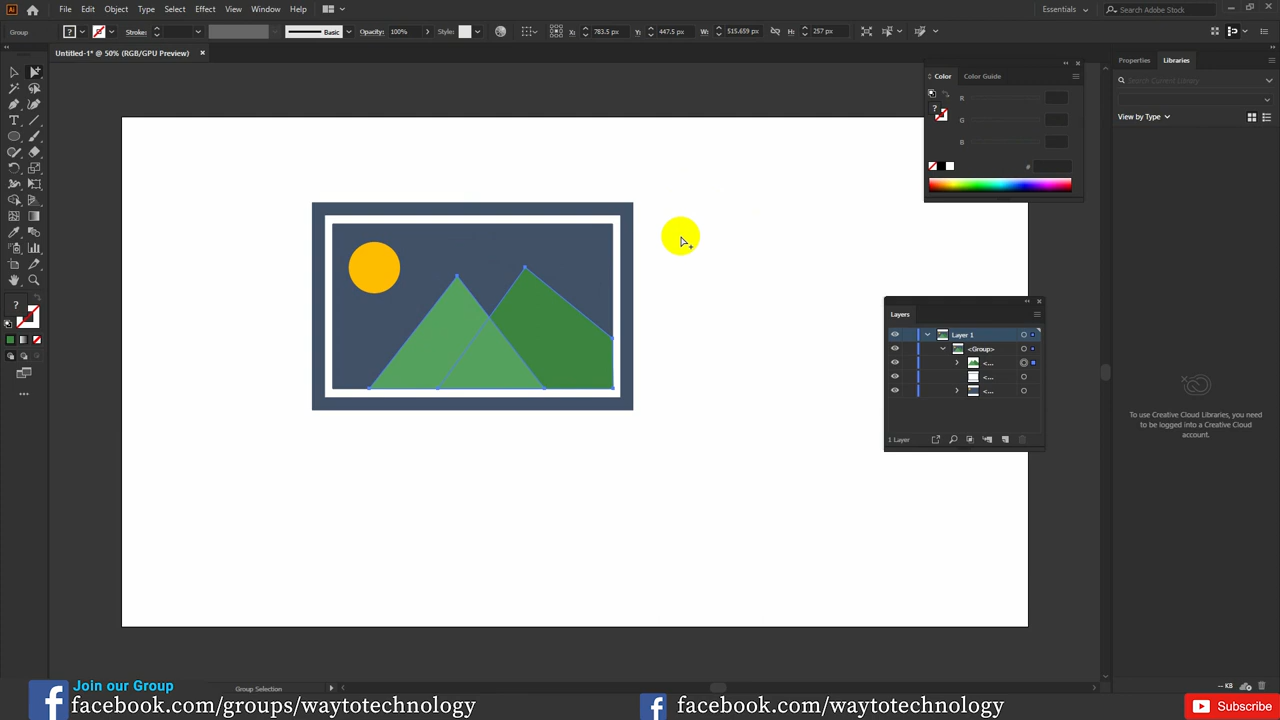 Ai File Edit Object Type Select Effect View Window Help Essentials Search Adobe Stock
Group Stroke: Basic Opacity: 100% Style: X: 783.5 px Y: 447.5 px W: 515.659 px H: 257 px
Untitled-1* @ 50% (RGB/GPU Preview)
Properties Libraries
Color Color Guide
Search Current Library
R
G
B
#
View by Type
Layers
Layer 1
<Group>
<...
<...
<...
1 Layer
To use Creative Cloud Libraries, you need
to be logged into a Creative Cloud
account.
-- KB
Group Selection
Join our Group
facebook.com/groups/waytotechnology
facebook.com/waytotechnology
Subscribe